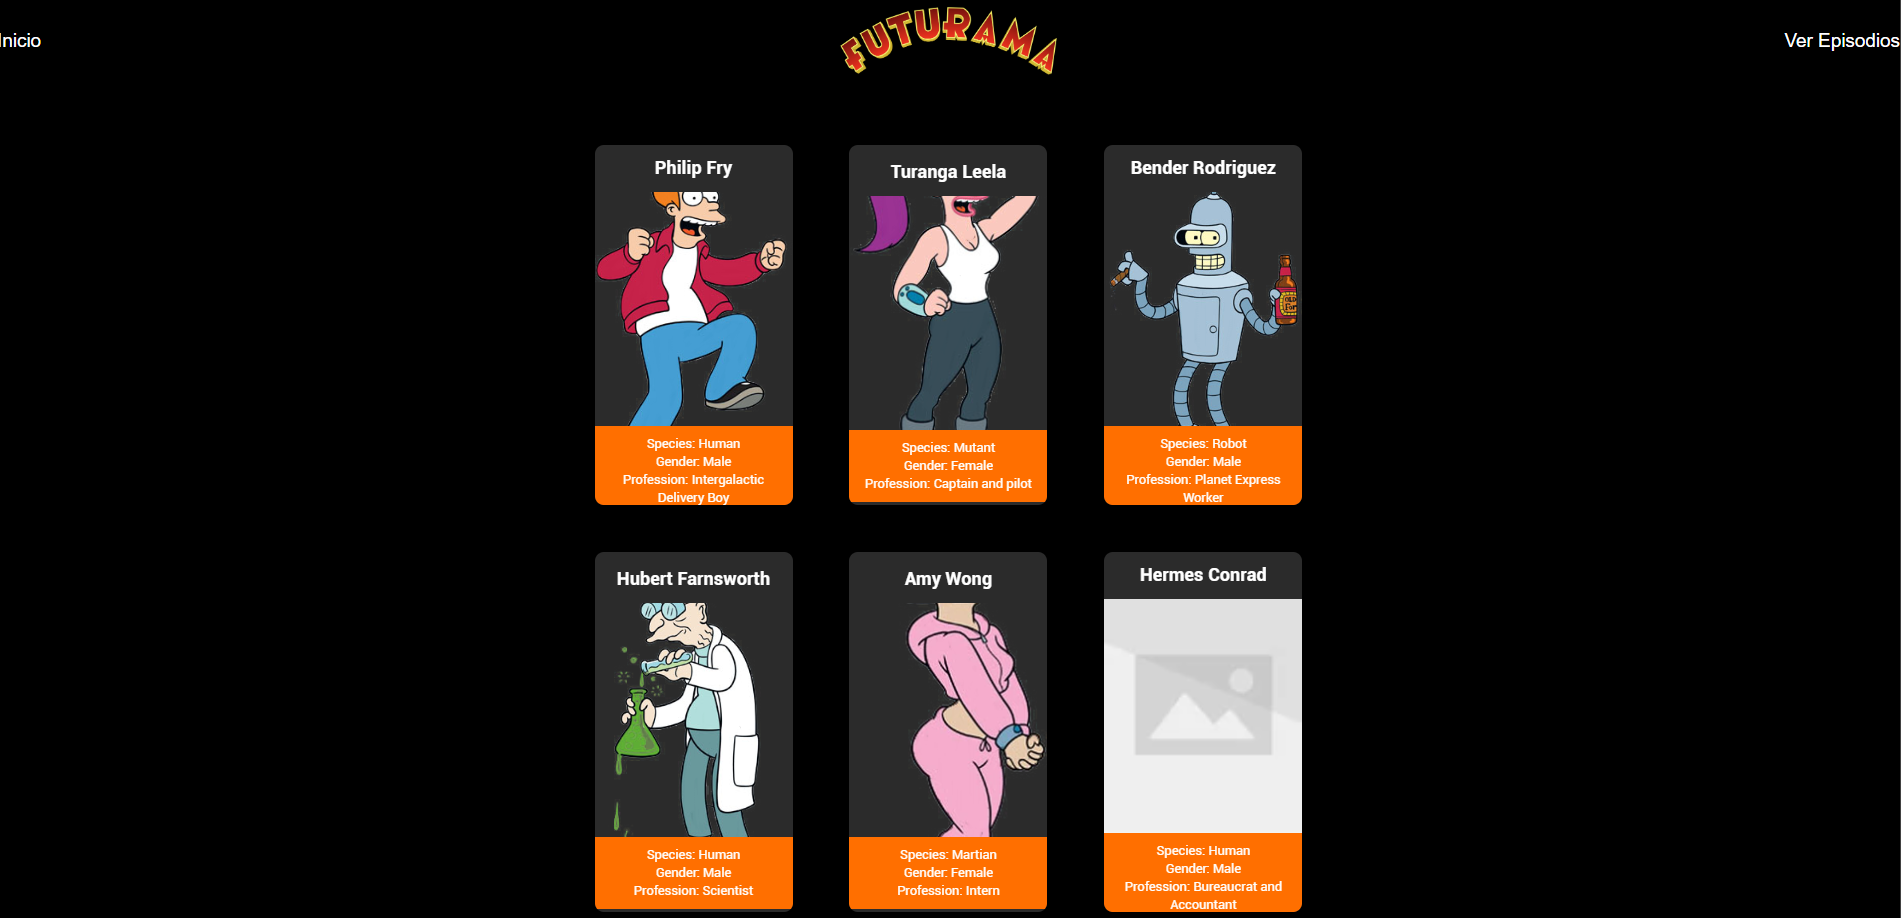 Inicio
FUTURAMA
Ver Episodios
Philip Fry
Species: Human
Gender: Male
Profession: Intergalactic
Delivery Boy
Turanga Leela
Species: Mutant
Gender: Female
Profession: Captain and pilot
Bender Rodriguez
Species: Robot
Gender: Male
Profession: Planet Express
Worker
Hubert Farnsworth
Species: Human
Gender: Male
Profession: Scientist
Amy Wong
Species: Martian
Gender: Female
Profession: Intern
Hermes Conrad
Species: Human
Gender: Male
Profession: Bureaucrat and
Accountant